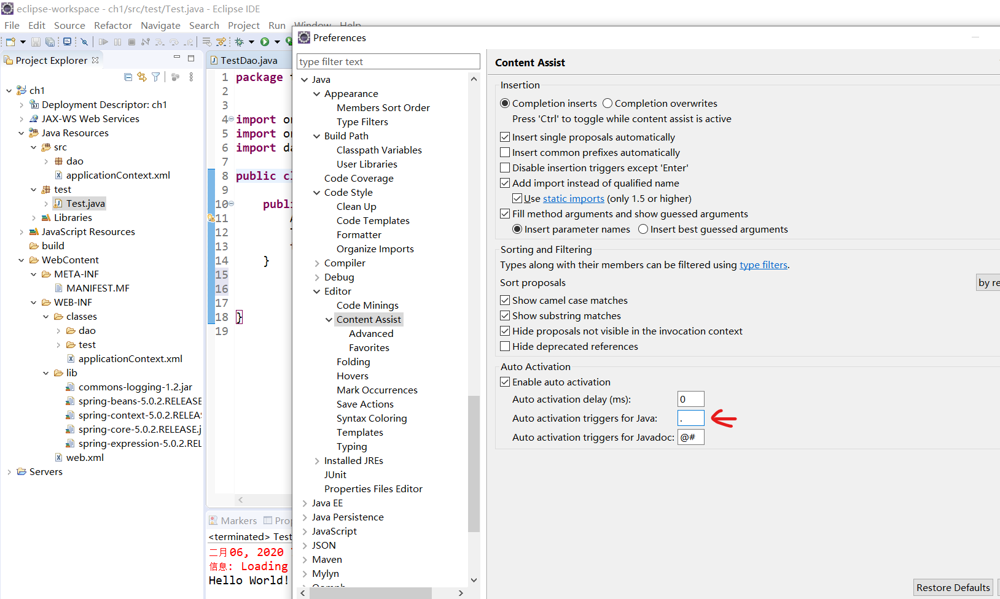 eclipse-workspace - ch1/src/test/Test.java - Eclipse IDE
File Edit Source Refactor Navigate Search Project Run Window Help
Project Explorer
ch1
Deployment Descriptor: ch1
JAX-WS Web Services
Java Resources
src
dao
applicationContext.xml
test
Test.java
Libraries
JavaScript Resources
build
WebContent
META-INF
MANIFEST.MF
WEB-INF
classes
dao
test
applicationContext.xml
lib
commons-logging-1.2.jar
spring-beans-5.0.2.RELEASE
spring-context-5.0.2.RELEA
spring-core-5.0.2.RELEASE.j
spring-expression-5.0.2.REL
web.xml
Servers
TestDao.java
1 package
2
3
4 import or
5 import or
6 import da
7
8 public cl
9
10 publi
11
12
13
14 }
15
16
17
18 }
19
Markers Prop
<terminated> Test
二月06, 2020
信息: Loading
Hello World!
Preferences
type filter text
Java
Appearance
Members Sort Order
Type Filters
Build Path
Classpath Variables
User Libraries
Code Coverage
Code Style
Clean Up
Code Templates
Formatter
Organize Imports
Compiler
Debug
Editor
Code Minings
Content Assist
Advanced
Favorites
Folding
Hovers
Mark Occurrences
Save Actions
Syntax Coloring
Templates
Typing
Installed JREs
JUnit
Properties Files Editor
Java EE
Java Persistence
JavaScript
JSON
Maven
Mylyn
Content Assist
Insertion
Completion inserts Completion overwrites
Press 'Ctrl' to toggle while content assist is active
Insert single proposals automatically
Insert common prefixes automatically
Disable insertion triggers except 'Enter'
Add import instead of qualified name
Use static imports (only 1.5 or higher)
Fill method arguments and show guessed arguments
Insert parameter names Insert best guessed arguments
Sorting and Filtering
Types along with their members can be filtered using type filters.
Sort proposals by re
Show camel case matches
Show substring matches
Hide proposals not visible in the invocation context
Hide deprecated references
Auto Activation
Enable auto activation
Auto activation delay (ms): 0
Auto activation triggers for Java: .
Auto activation triggers for Javadoc: @#
Restore Defaults